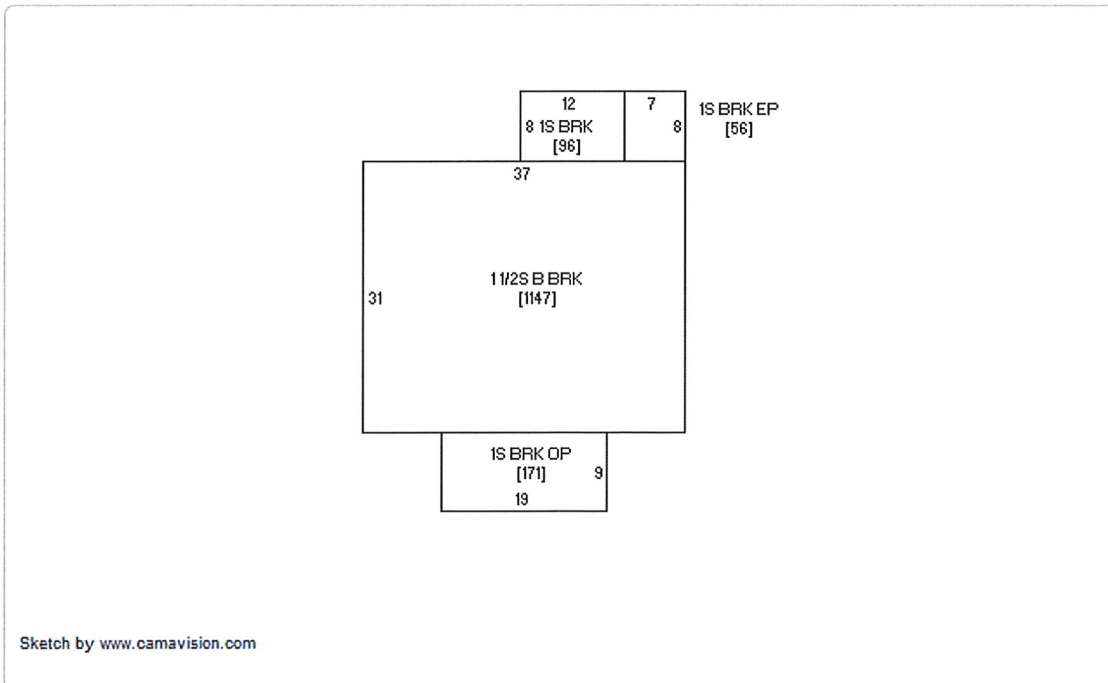 12
7
8 1S BRK
[96]
8
1S BRK EP
[56]
37
1 1/2S B BRK
[1147]
31
1S BRK OP
[171]
9
19
Sketch by www.camavision.com